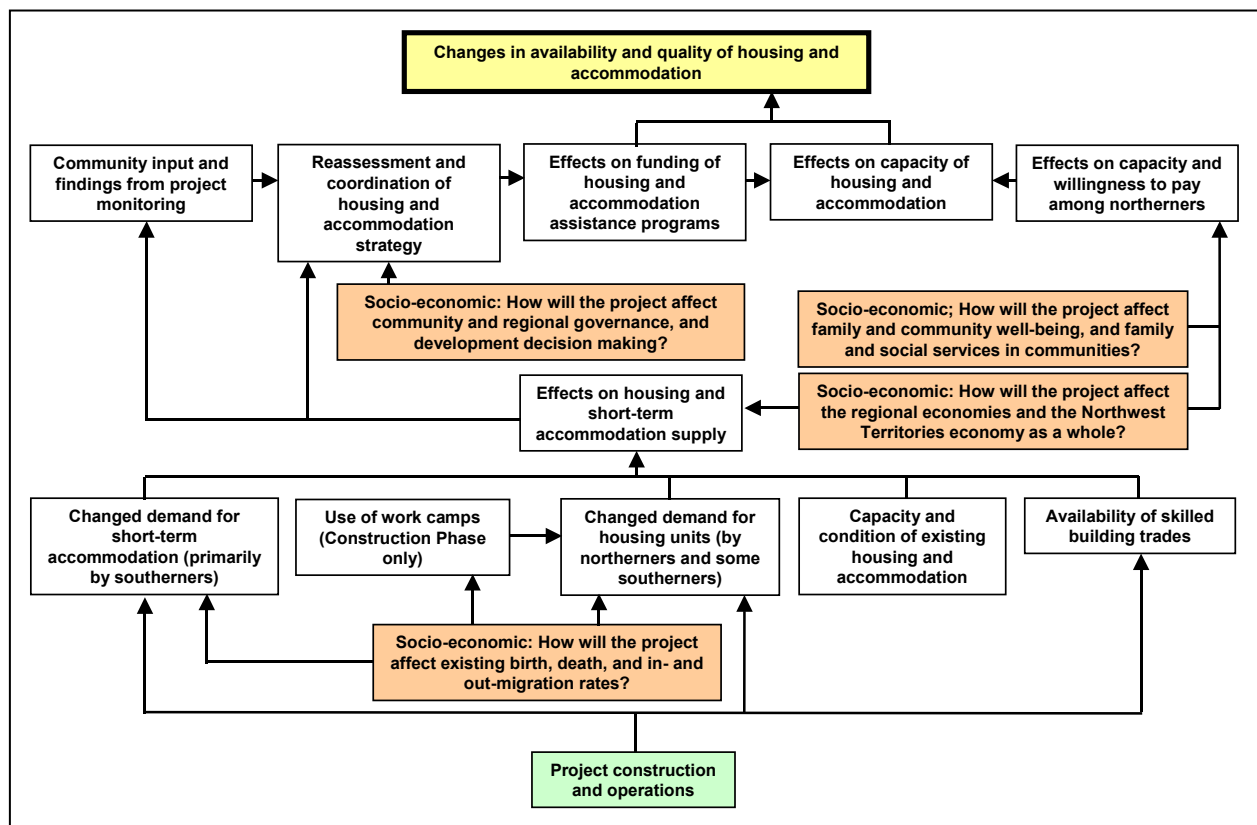 Changes in availability and quality of housing and
accommodation
Community input and
findings from project
monitoring
Reassessment and
coordination of
housing and
accommodation
strategy
Effects on funding of
housing and
accommodation
assistance programs
Effects on capacity of
housing and
accommodation
Effects on capacity and
willingness to pay
among northerners
Socio-economic: How will the project affect
community and regional governance, and
development decision making?
Socio-economic; How will the project affect
family and community well-being, and family
and social services in communities?
Effects on housing and
short-term
accommodation supply
Socio-economic: How will the project affect
the regional economies and the Northwest
Territories economy as a whole?
Changed demand for
short-term
accommodation (primarily
by southerners)
Use of work camps
(Construction Phase
only)
Changed demand for
housing units (by
northerners and some
southerners)
Capacity and
condition of existing
housing and
accommodation
Availability of skilled
building trades
Socio-economic: How will the project
affect existing birth, death, and in- and
out-migration rates?
Project construction
and operations